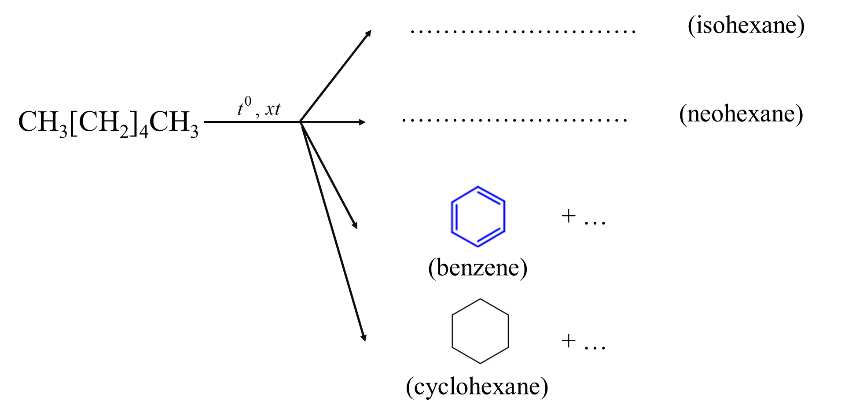 .......................... (isohexane)
CH₃[CH₂]₄CH₃ t⁰, xt .......................... (neohexane)
+ ...
(benzene)
+ ...
(cyclohexane)